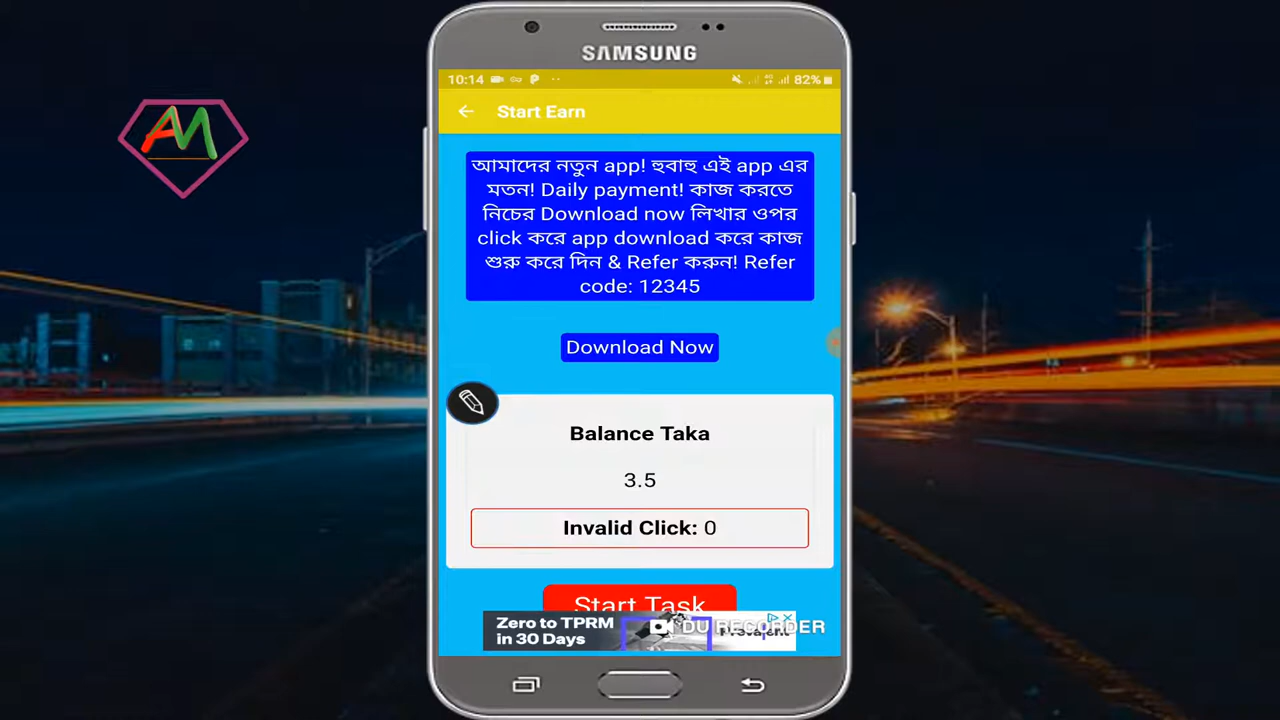 AM
SAMSUNG
10:14 82%
Start Earn
আমাদের নতুন app! হুবাহু এই app এর
মতন! Daily payment! কাজ করতে
নিচের Download now লিখার ওপর
click করে app download করে কাজ
শুরু করে দিন & Refer করুন! Refer
code: 12345
Download Now
Balance Taka
3.5
Invalid Click: 0
Start Task
Zero to TPRM
in 30 Days
DU RECORDER
Prevalent